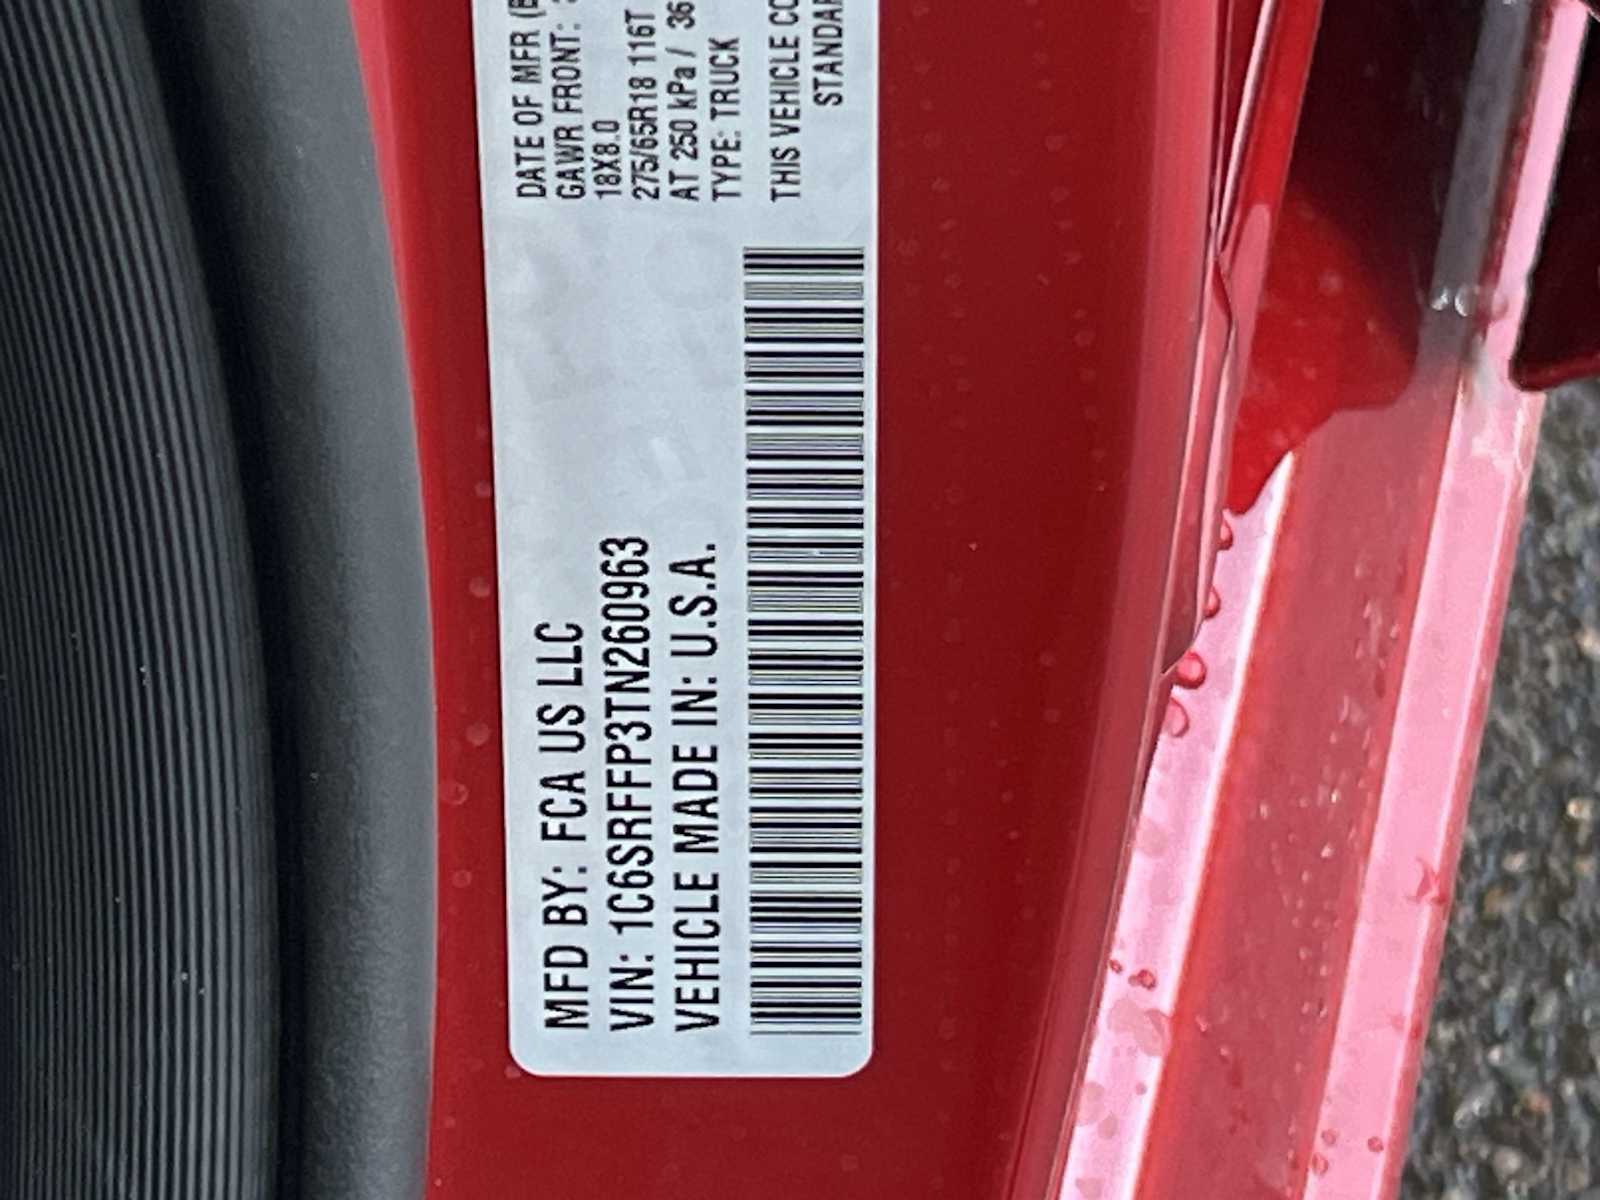 MFD BY: FCA US LLC
VIN: 1C6SRFFP3TN260963
VEHICLE MADE IN: U.S.A.
DATE OF MFR
GAWR FRONT:
18X8.0
275/65R18 116T
AT 250 kPa / 36
TYPE: TRUCK
THIS VEHICLE